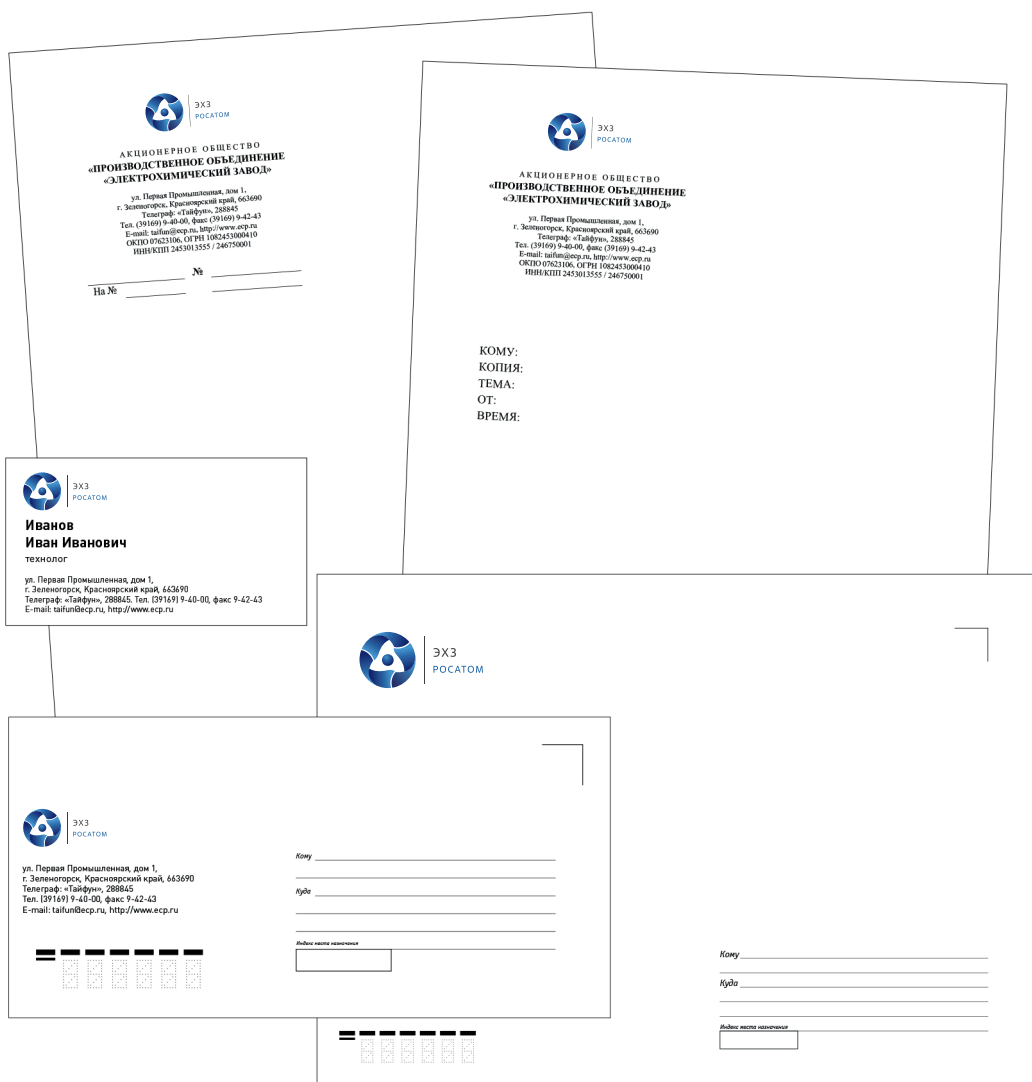 ЭХЗ
РОСАТОМ
АКЦИОНЕРНОЕ ОБЩЕСТВО
«ПРОИЗВОДСТВЕННОЕ ОБЪЕДИНЕНИЕ
«ЭЛЕКТРОХИМИЧЕСКИЙ ЗАВОД»
ул. Первая Промышленная, дом 1,
г. Зеленогорск, Красноярский край, 663690
Телеграф: «Тайфун», 288845
Тел. (39169) 9-40-00, факс (39169) 9-42-43
E-mail: taifun@ecp.ru, http://www.ecp.ru
ОКПО 07623106, ОГРН 1082453000410
ИНН/КПП 2453013555 / 246750001
№
На №
ЭХЗ
РОСАТОМ
АКЦИОНЕРНОЕ ОБЩЕСТВО
«ПРОИЗВОДСТВЕННОЕ ОБЪЕДИНЕНИЕ
«ЭЛЕКТРОХИМИЧЕСКИЙ ЗАВОД»
ул. Первая Промышленная, дом 1,
г. Зеленогорск, Красноярский край, 663690
Телеграф: «Тайфун», 288845
Тел. (39169) 9-40-00, факс (39169) 9-42-43
E-mail: taifun@ecp.ru, http://www.ecp.ru
ОКПО 07623106, ОГРН 1082453000410
ИНН/КПП 2453013555 / 246750001
КОМУ:
КОПИЯ:
ТЕМА:
ОТ:
ВРЕМЯ:
ЭХЗ
РОСАТОМ
Иванов
Иван Иванович
технолог
ул. Первая Промышленная, дом 1,
г. Зеленогорск, Красноярский край, 663690
Телеграф: «Тайфун», 288845. Тел. (39169) 9-40-00, факс 9-42-43
E-mail: taifun@ecp.ru, http://www.ecp.ru
ЭХЗ
РОСАТОМ
ЭХЗ
РОСАТОМ
ул. Первая Промышленная, дом 1,
г. Зеленогорск, Красноярский край, 663690
Телеграф: «Тайфун», 288845
Тел. (39169) 9-40-00, факс 9-42-43
E-mail: taifun@ecp.ru, http://www.ecp.ru
Кому
Куда
Индекс места назначения
Кому
Куда
Индекс места назначения